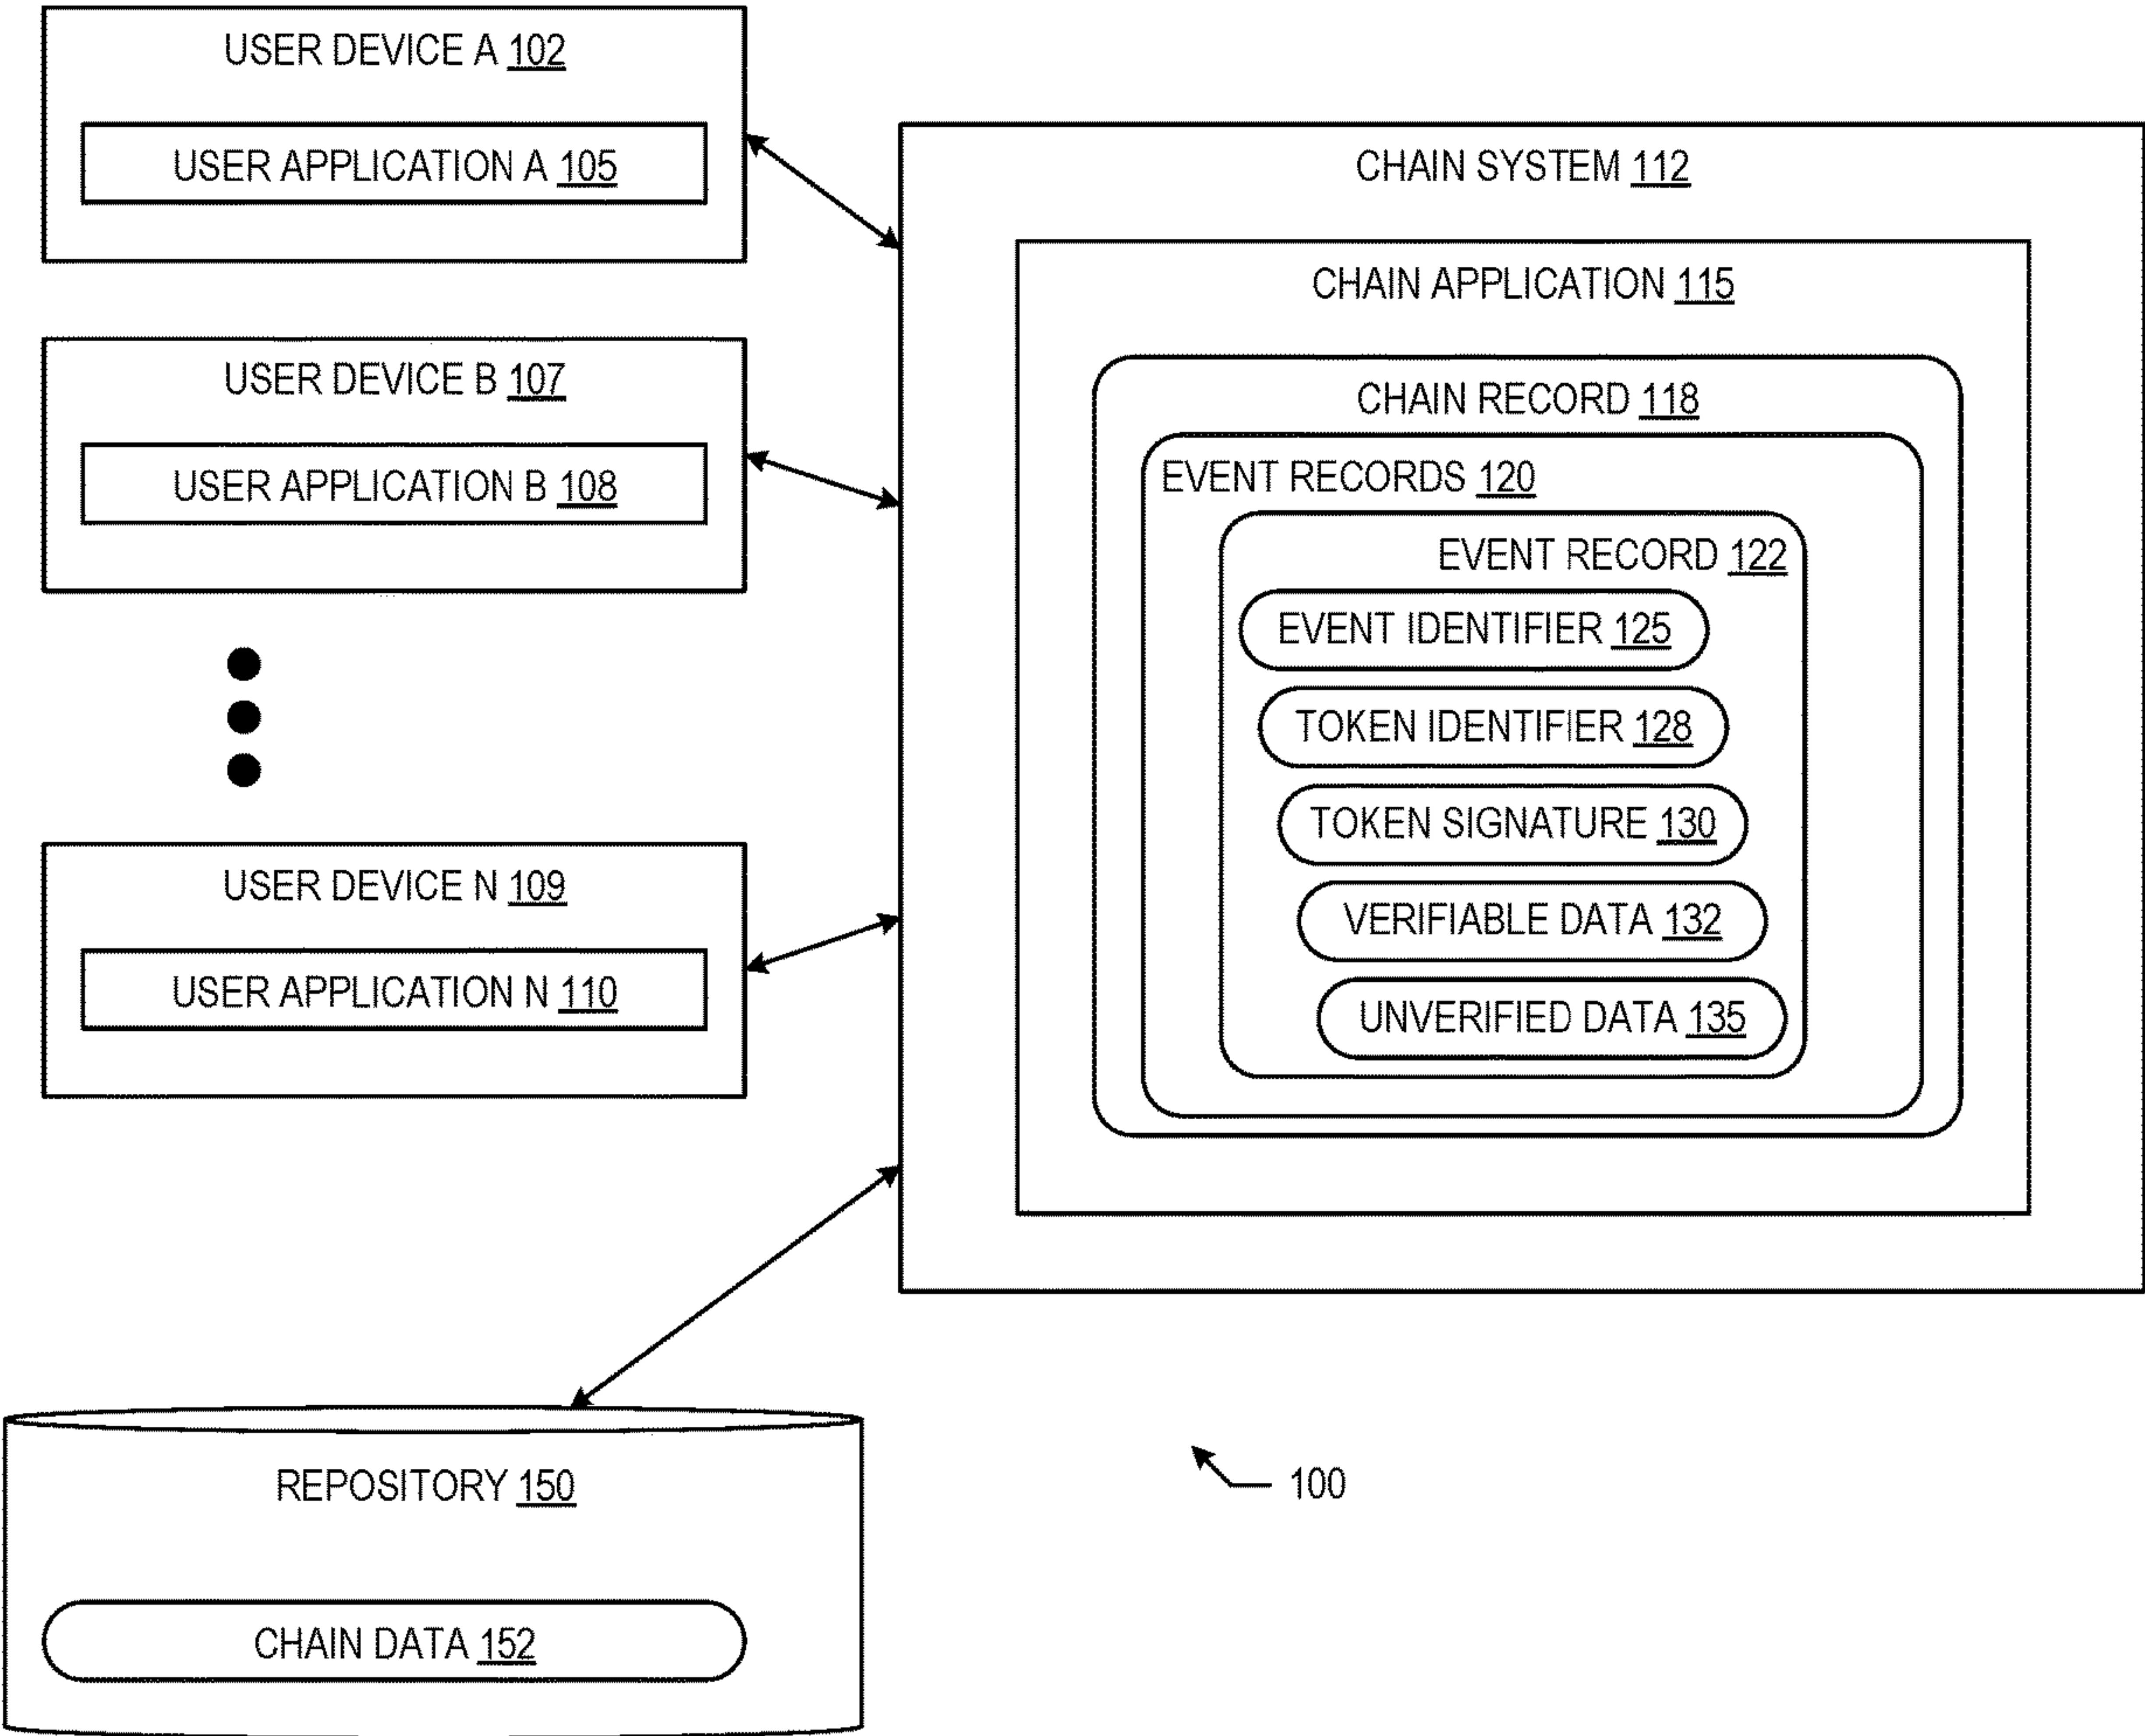 USER DEVICE A 102
USER APPLICATION A 105
USER DEVICE B 107
USER APPLICATION B 108
USER DEVICE N 109
USER APPLICATION N 110
CHAIN SYSTEM 112
CHAIN APPLICATION 115
CHAIN RECORD 118
EVENT RECORDS 120
EVENT RECORD 122
EVENT IDENTIFIER 125
TOKEN IDENTIFIER 128
TOKEN SIGNATURE 130
VERIFIABLE DATA 132
UNVERIFIED DATA 135
REPOSITORY 150
CHAIN DATA 152
100